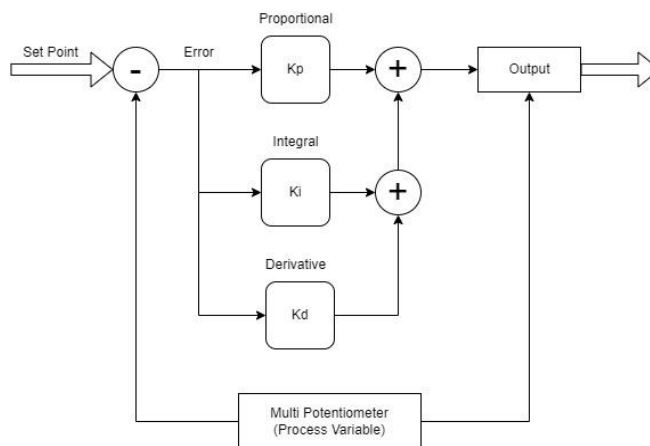 Proportional
Set Point
Error
-
Kp
+
Output
Integral
Ki
+
Derivative
Kd
Multi Potentiometer
(Process Variable)